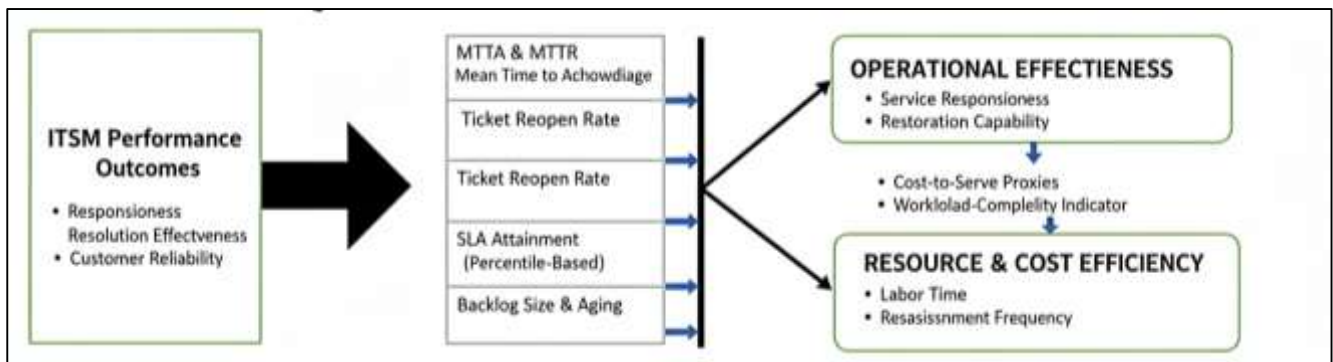 ITSM Performance
Outcomes
• Responsioness
Resolution Effectveness
• Customer Reliability
MTTA & MTTR
Mean Time to Achowdiage
Ticket Reopen Rate
Ticket Reopen Rate
SLA Attainment
(Percentile-Based)
Backlog Size & Aging
OPERATIONAL EFFECTIENESS
• Service Responsioness
• Restoration Capability
• Cost-to-Serve Proxies
• Worklolad-Complelity Indicator
RESOURCE & COST EFFICIENCY
• Labor Time
• Resasissnment Frequency